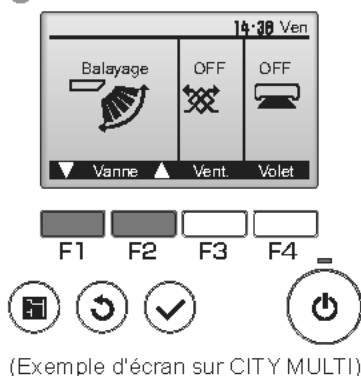 14:38 Ven
Balayage OFF OFF
Vanne Vent. Volet
F1 F2 F3 F4
(Exemple d'écran sur CITY MULTI)